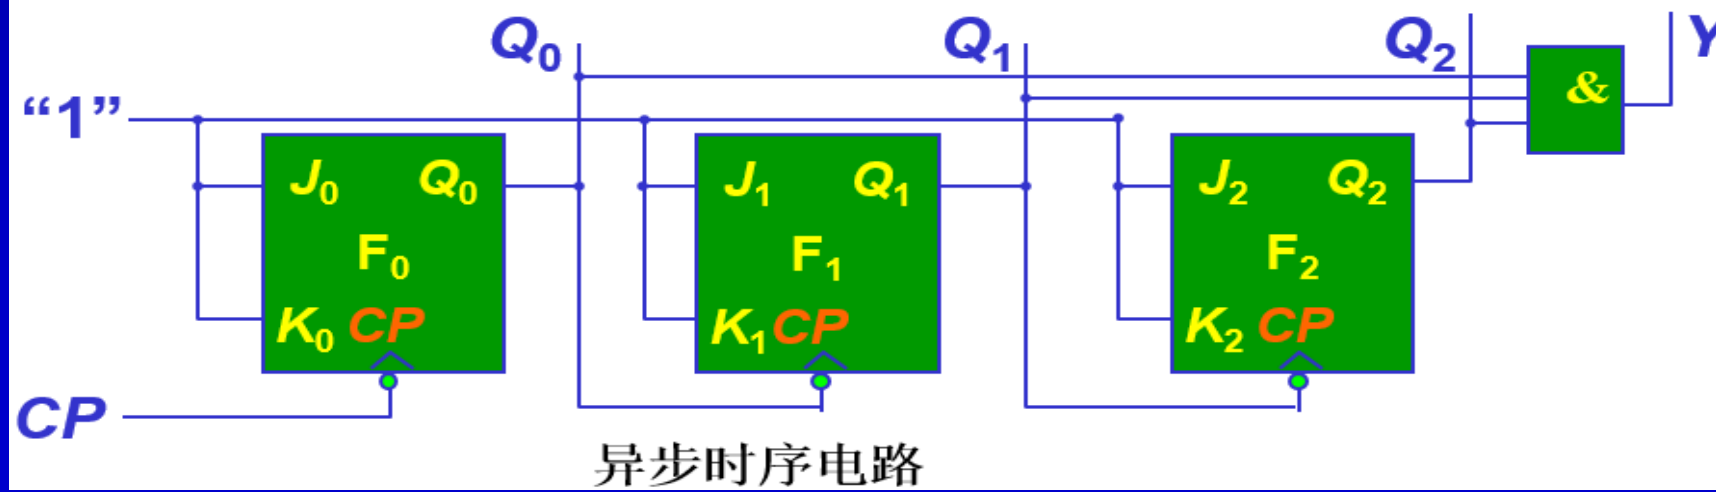 Q0 Q1 Q2 Y
“1” &
J0 Q0 J1 Q1 J2 Q2
F0 F1 F2
K0 CP K1 CP K2 CP
CP
异步时序电路